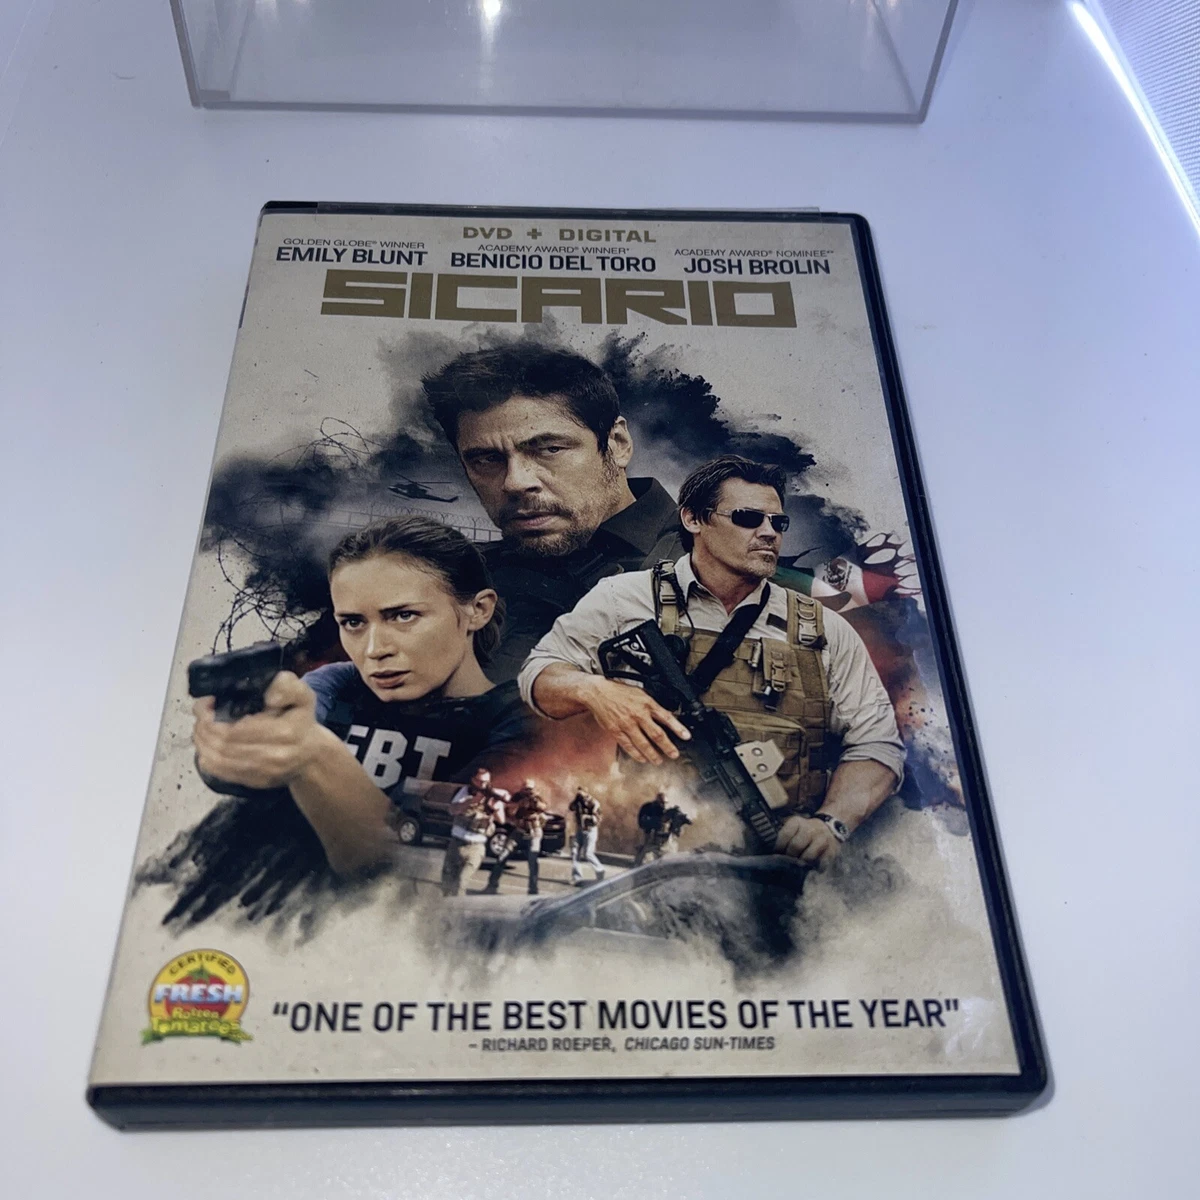 DVD + DIGITAL
GOLDEN GLOBE® WINNER
EMILY BLUNT
ACADEMY AWARD® WINNER*
BENICIO DEL TORO
ACADEMY AWARD® NOMINEE**
JOSH BROLIN
SICARIO
FBI
CERTIFIED
FRESH
Rotten
Tomatoes
“ONE OF THE BEST MOVIES OF THE YEAR”
– RICHARD ROEPER, CHICAGO SUN-TIMES